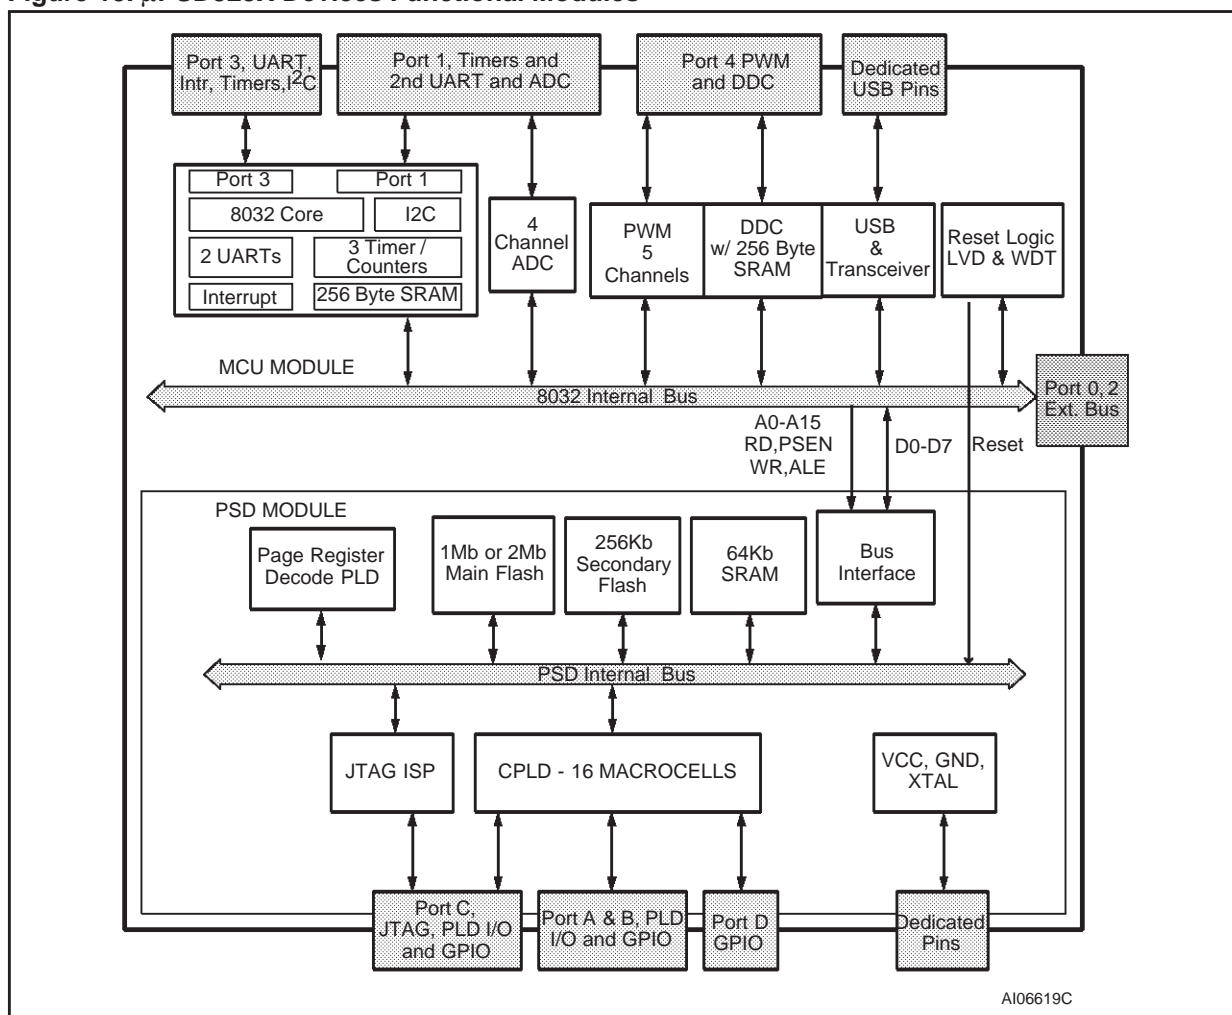 Port 3, UART,
Intr, Timers,I2C
Port 1, Timers and
2nd UART and ADC
Port 4 PWM
and DDC
Dedicated
USB Pins
Port 3
Port 1
8032 Core
I2C
2 UARTs
3 Timer /
Counters
Interrupt
256 Byte SRAM
4
Channel
ADC
PWM
5
Channels
DDC
w/ 256 Byte
SRAM
USB
&
Transceiver
Reset Logic
LVD & WDT
MCU MODULE
8032 Internal Bus
Port 0, 2
Ext. Bus
A0-A15
RD,PSEN
WR,ALE
D0-D7
Reset
PSD MODULE
Page Register
Decode PLD
1Mb or 2Mb
Main Flash
256Kb
Secondary
Flash
64Kb
SRAM
Bus
Interface
PSD Internal Bus
JTAG ISP
CPLD - 16 MACROCELLS
VCC, GND,
XTAL
Port C,
JTAG, PLD I/O
and GPIO
Port A & B, PLD
I/O and GPIO
Port D
GPIO
Dedicated
Pins
AI06619C